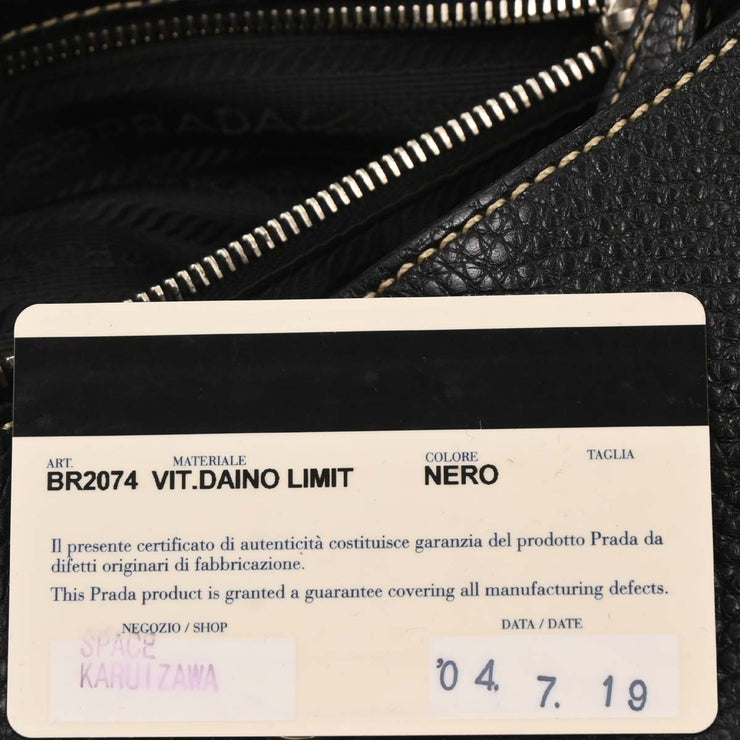 PRADA
ART. MATERIALE COLORE TAGLIA
BR2074 VIT.DAINO LIMIT NERO
Il presente certificato di autenticità costituisce garanzia del prodotto Prada da
difetti originari di fabbricazione.
This Prada product is granted a guarantee covering all manufacturing defects.
NEGOZIO / SHOP DATA / DATE
SPACE
KARUIZAWA
'04. 7. 19